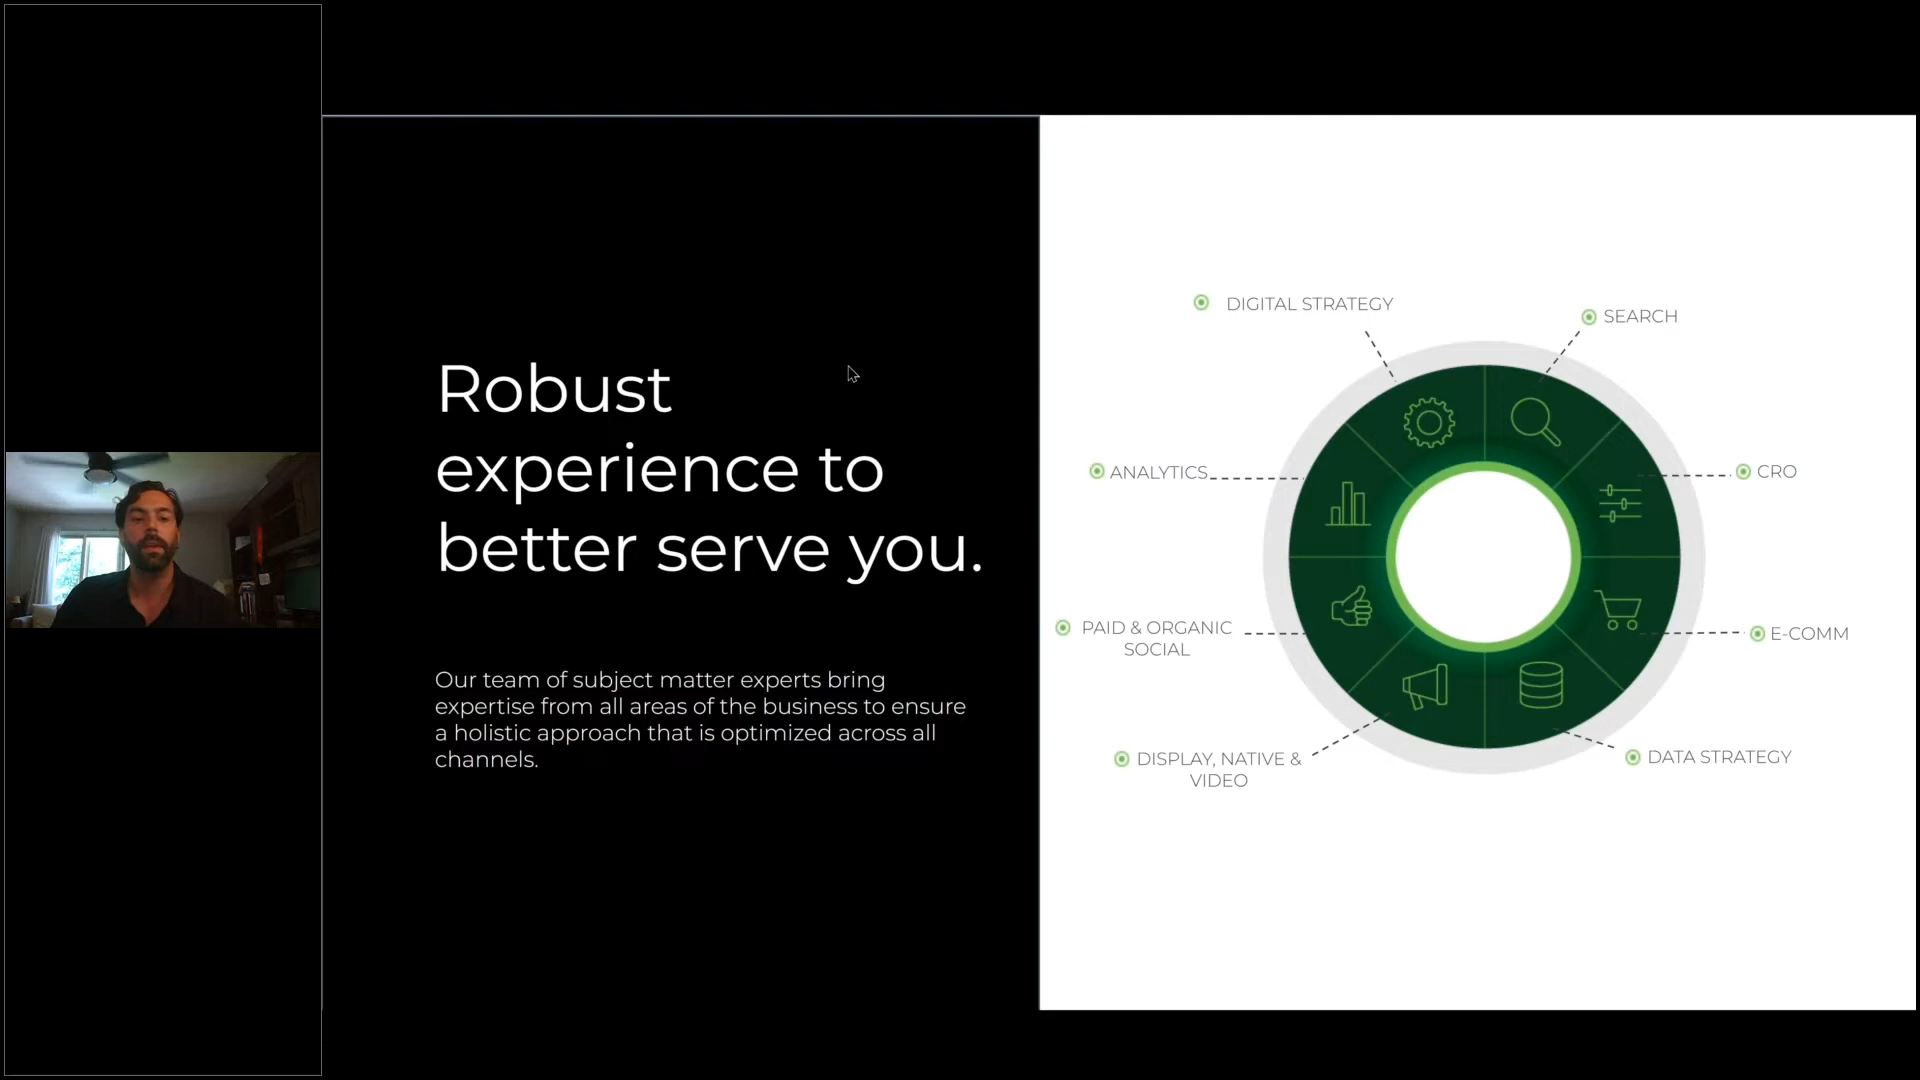 Robust
experience to
better serve you.
Our team of subject matter experts bring
expertise from all areas of the business to ensure
a holistic approach that is optimized across all
channels.
DIGITAL STRATEGY
SEARCH
ANALYTICS
CRO
PAID & ORGANIC
SOCIAL
E-COMM
DISPLAY, NATIVE &
VIDEO
DATA STRATEGY